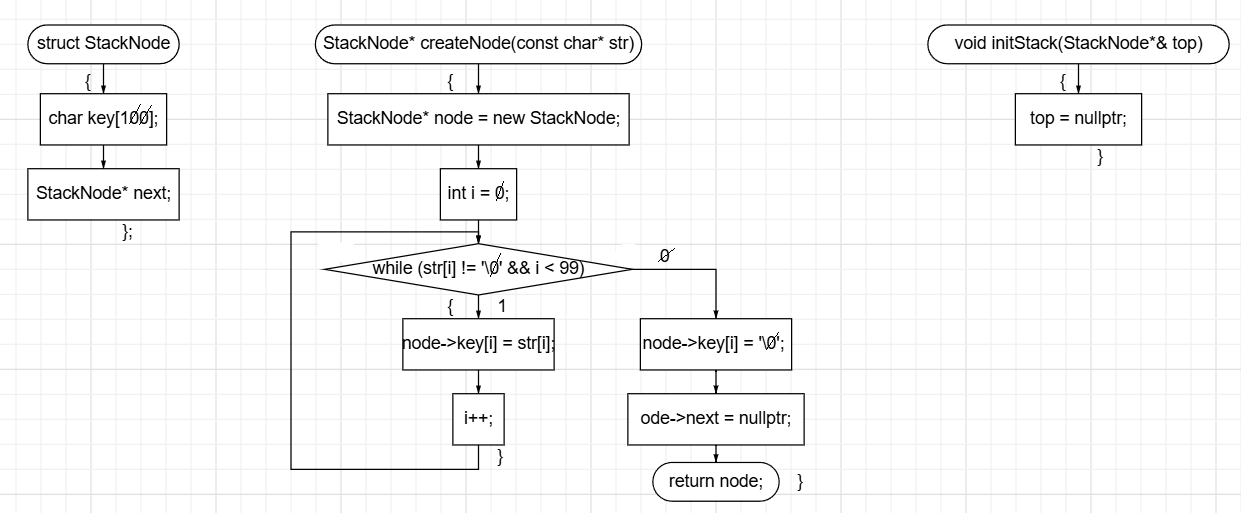 struct StackNode
{
char key[100];
StackNode* next;
};
StackNode* createNode(const char* str)
{
StackNode* node = new StackNode;
int i = 0;
while (str[i] != '\0' && i < 99)
0
{
1
node->key[i] = str[i];
i++;
}
node->key[i] = '\0';
ode->next = nullptr;
return node;
}
void initStack(StackNode*& top)
{
top = nullptr;
}